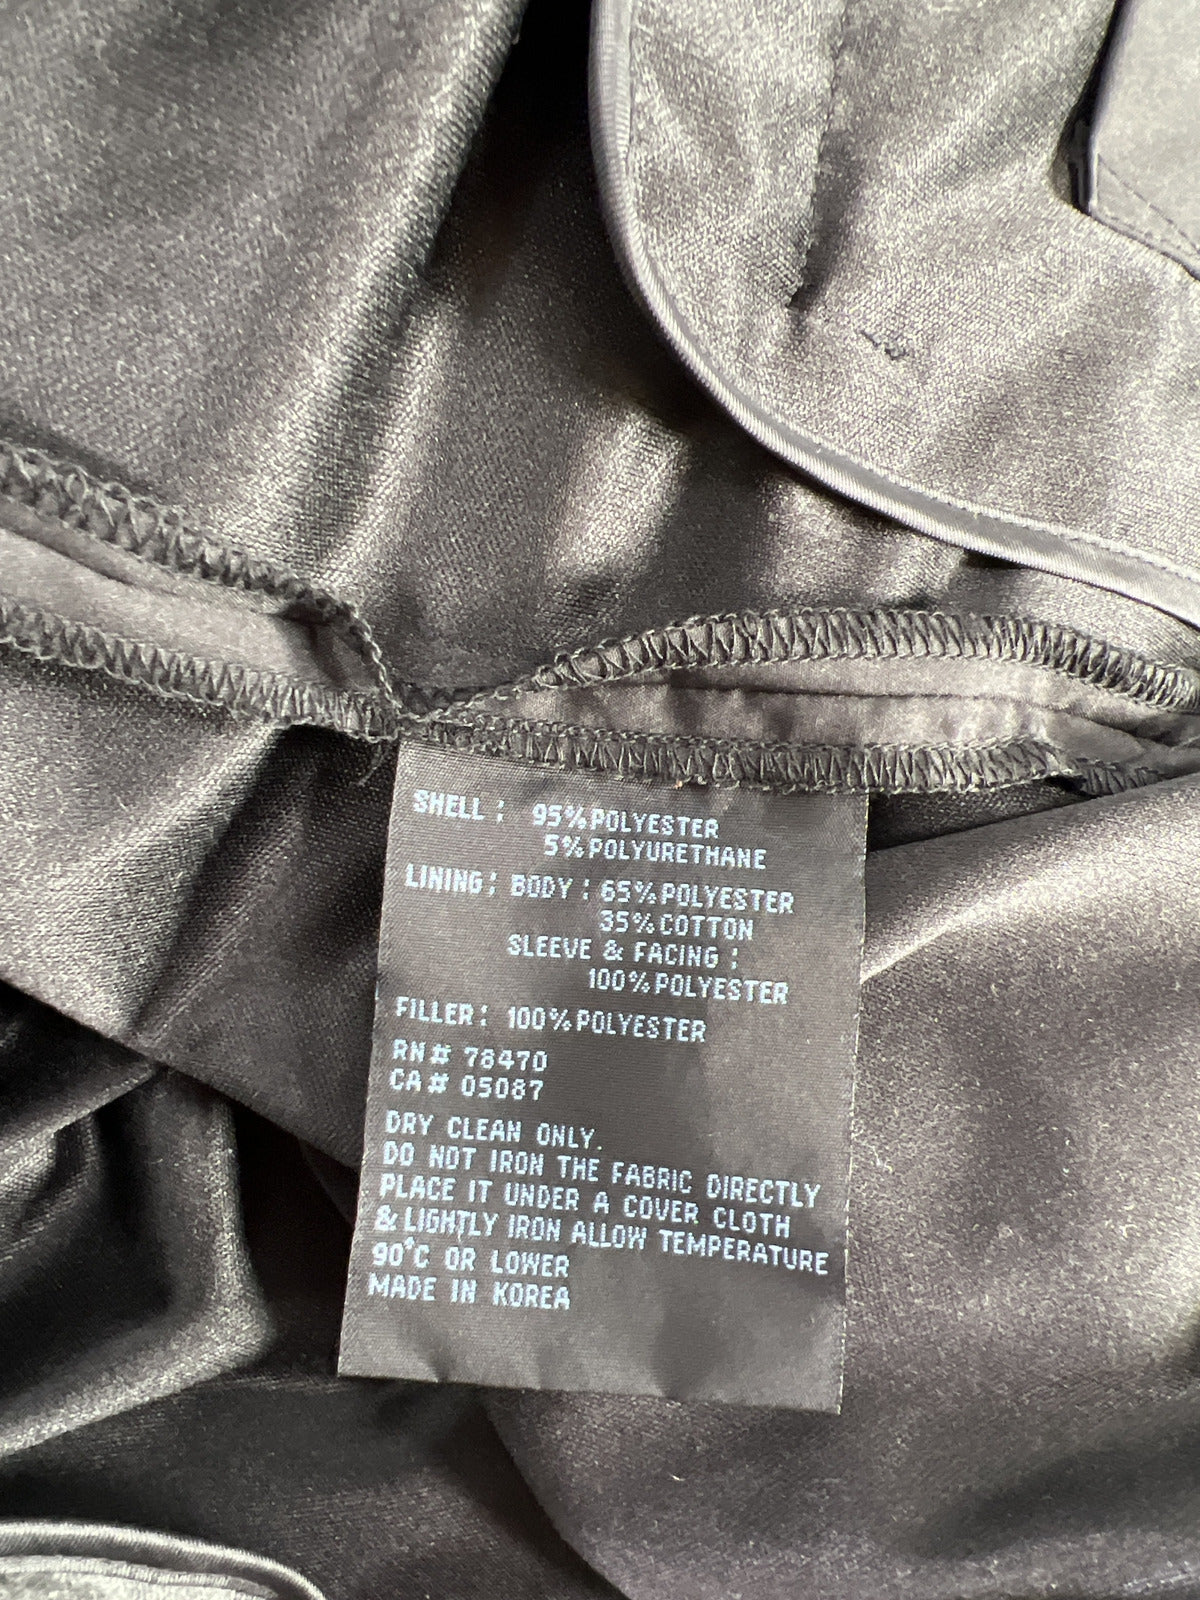 SHELL : 95% POLYESTER
5% POLYURETHANE
LINING : BODY : 65% POLYESTER
35% COTTON
SLEEVE & FACING :
100% POLYESTER
FILLER : 100% POLYESTER
RN# 78470
CA# 05087
DRY CLEAN ONLY.
DO NOT IRON THE FABRIC DIRECTLY
PLACE IT UNDER A COVER CLOTH
& LIGHTLY IRON ALLOW TEMPERATURE
90°C OR LOWER
MADE IN KOREA